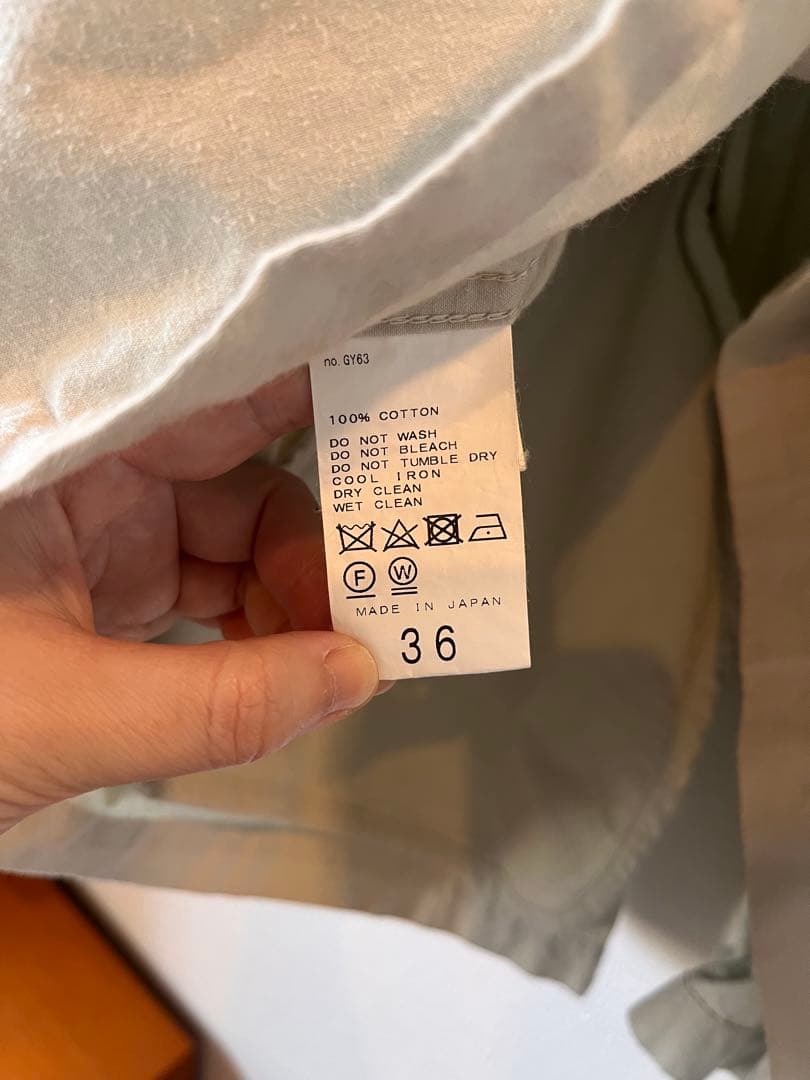 no. GY63
100% COTTON
DO NOT WASH
DO NOT BLEACH
DO NOT TUMBLE DRY
COOL IRON
DRY CLEAN
WET CLEAN
F W
MADE IN JAPAN
36